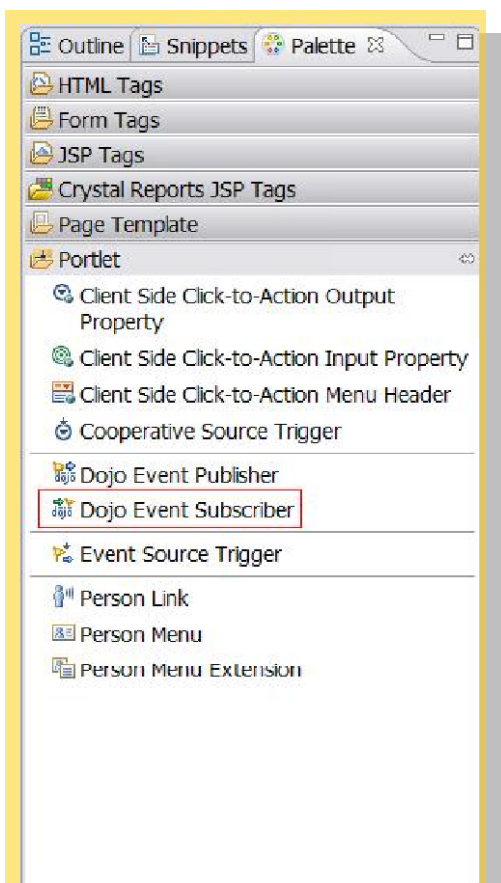 Outline Snippets Palette
HTML Tags
Form Tags
JSP Tags
Crystal Reports JSP Tags
Page Template
Portlet
Client Side Click-to-Action Output
Property
Client Side Click-to-Action Input Property
Client Side Click-to-Action Menu Header
Cooperative Source Trigger
Dojo Event Publisher
Dojo Event Subscriber
Event Source Trigger
Person Link
Person Menu
Person Menu Extension